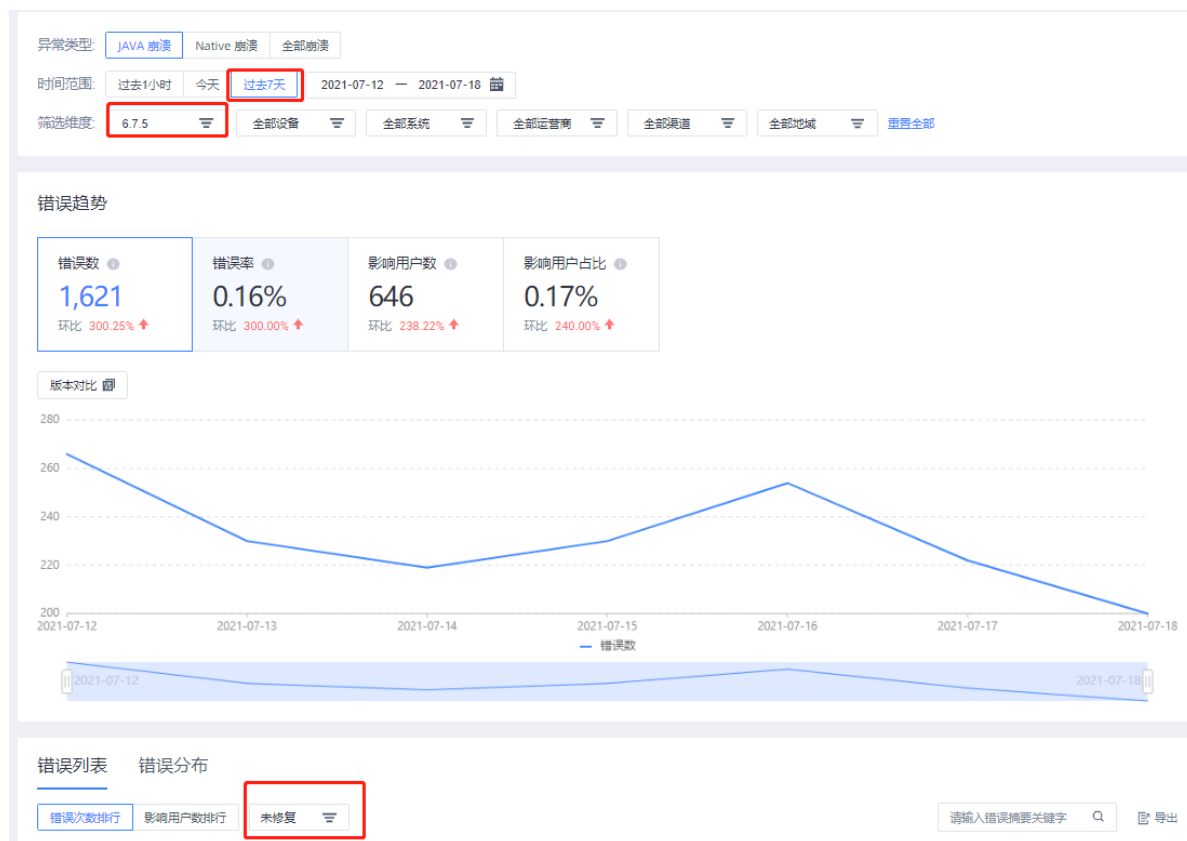 异常类型: JAVA 崩溃 Native 崩溃 全部崩溃
时间范围: 过去1小时 今天 过去7天 2021-07-12 — 2021-07-18
筛选维度: 6.7.5 全部设备 全部系统 全部运营商 全部渠道 全部地域 重置全部
错误趋势
错误数 错误率 影响用户数 影响用户占比
1,621 0.16% 646 0.17%
环比 300.25% 环比 300.00% 环比 238.22% 环比 240.00%
版本对比
280
260
240
220
200
2021-07-12 2021-07-13 2021-07-14 2021-07-15 2021-07-16 2021-07-17 2021-07-18
错误数
2021-07-12 2021-07-18
错误列表 错误分布
错误次数排行 影响用户数排行 未修复 请输入错误摘要关键字 导出